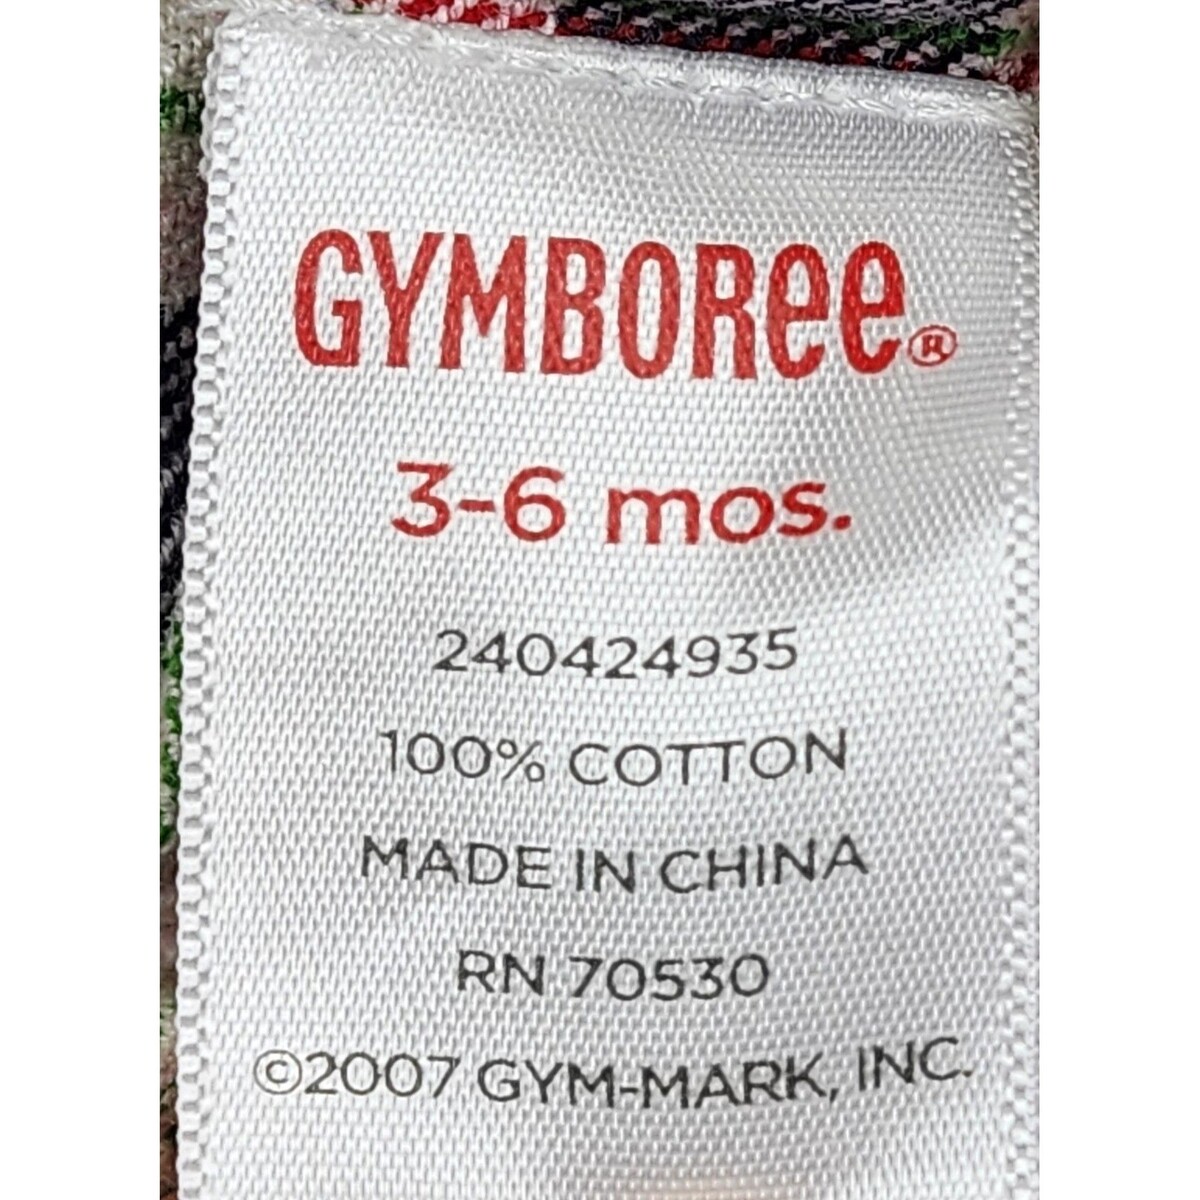 GYMBOREE®
3-6 mos.
240424935
100% COTTON
MADE IN CHINA
RN 70530
©2007 GYM-MARK, INC.